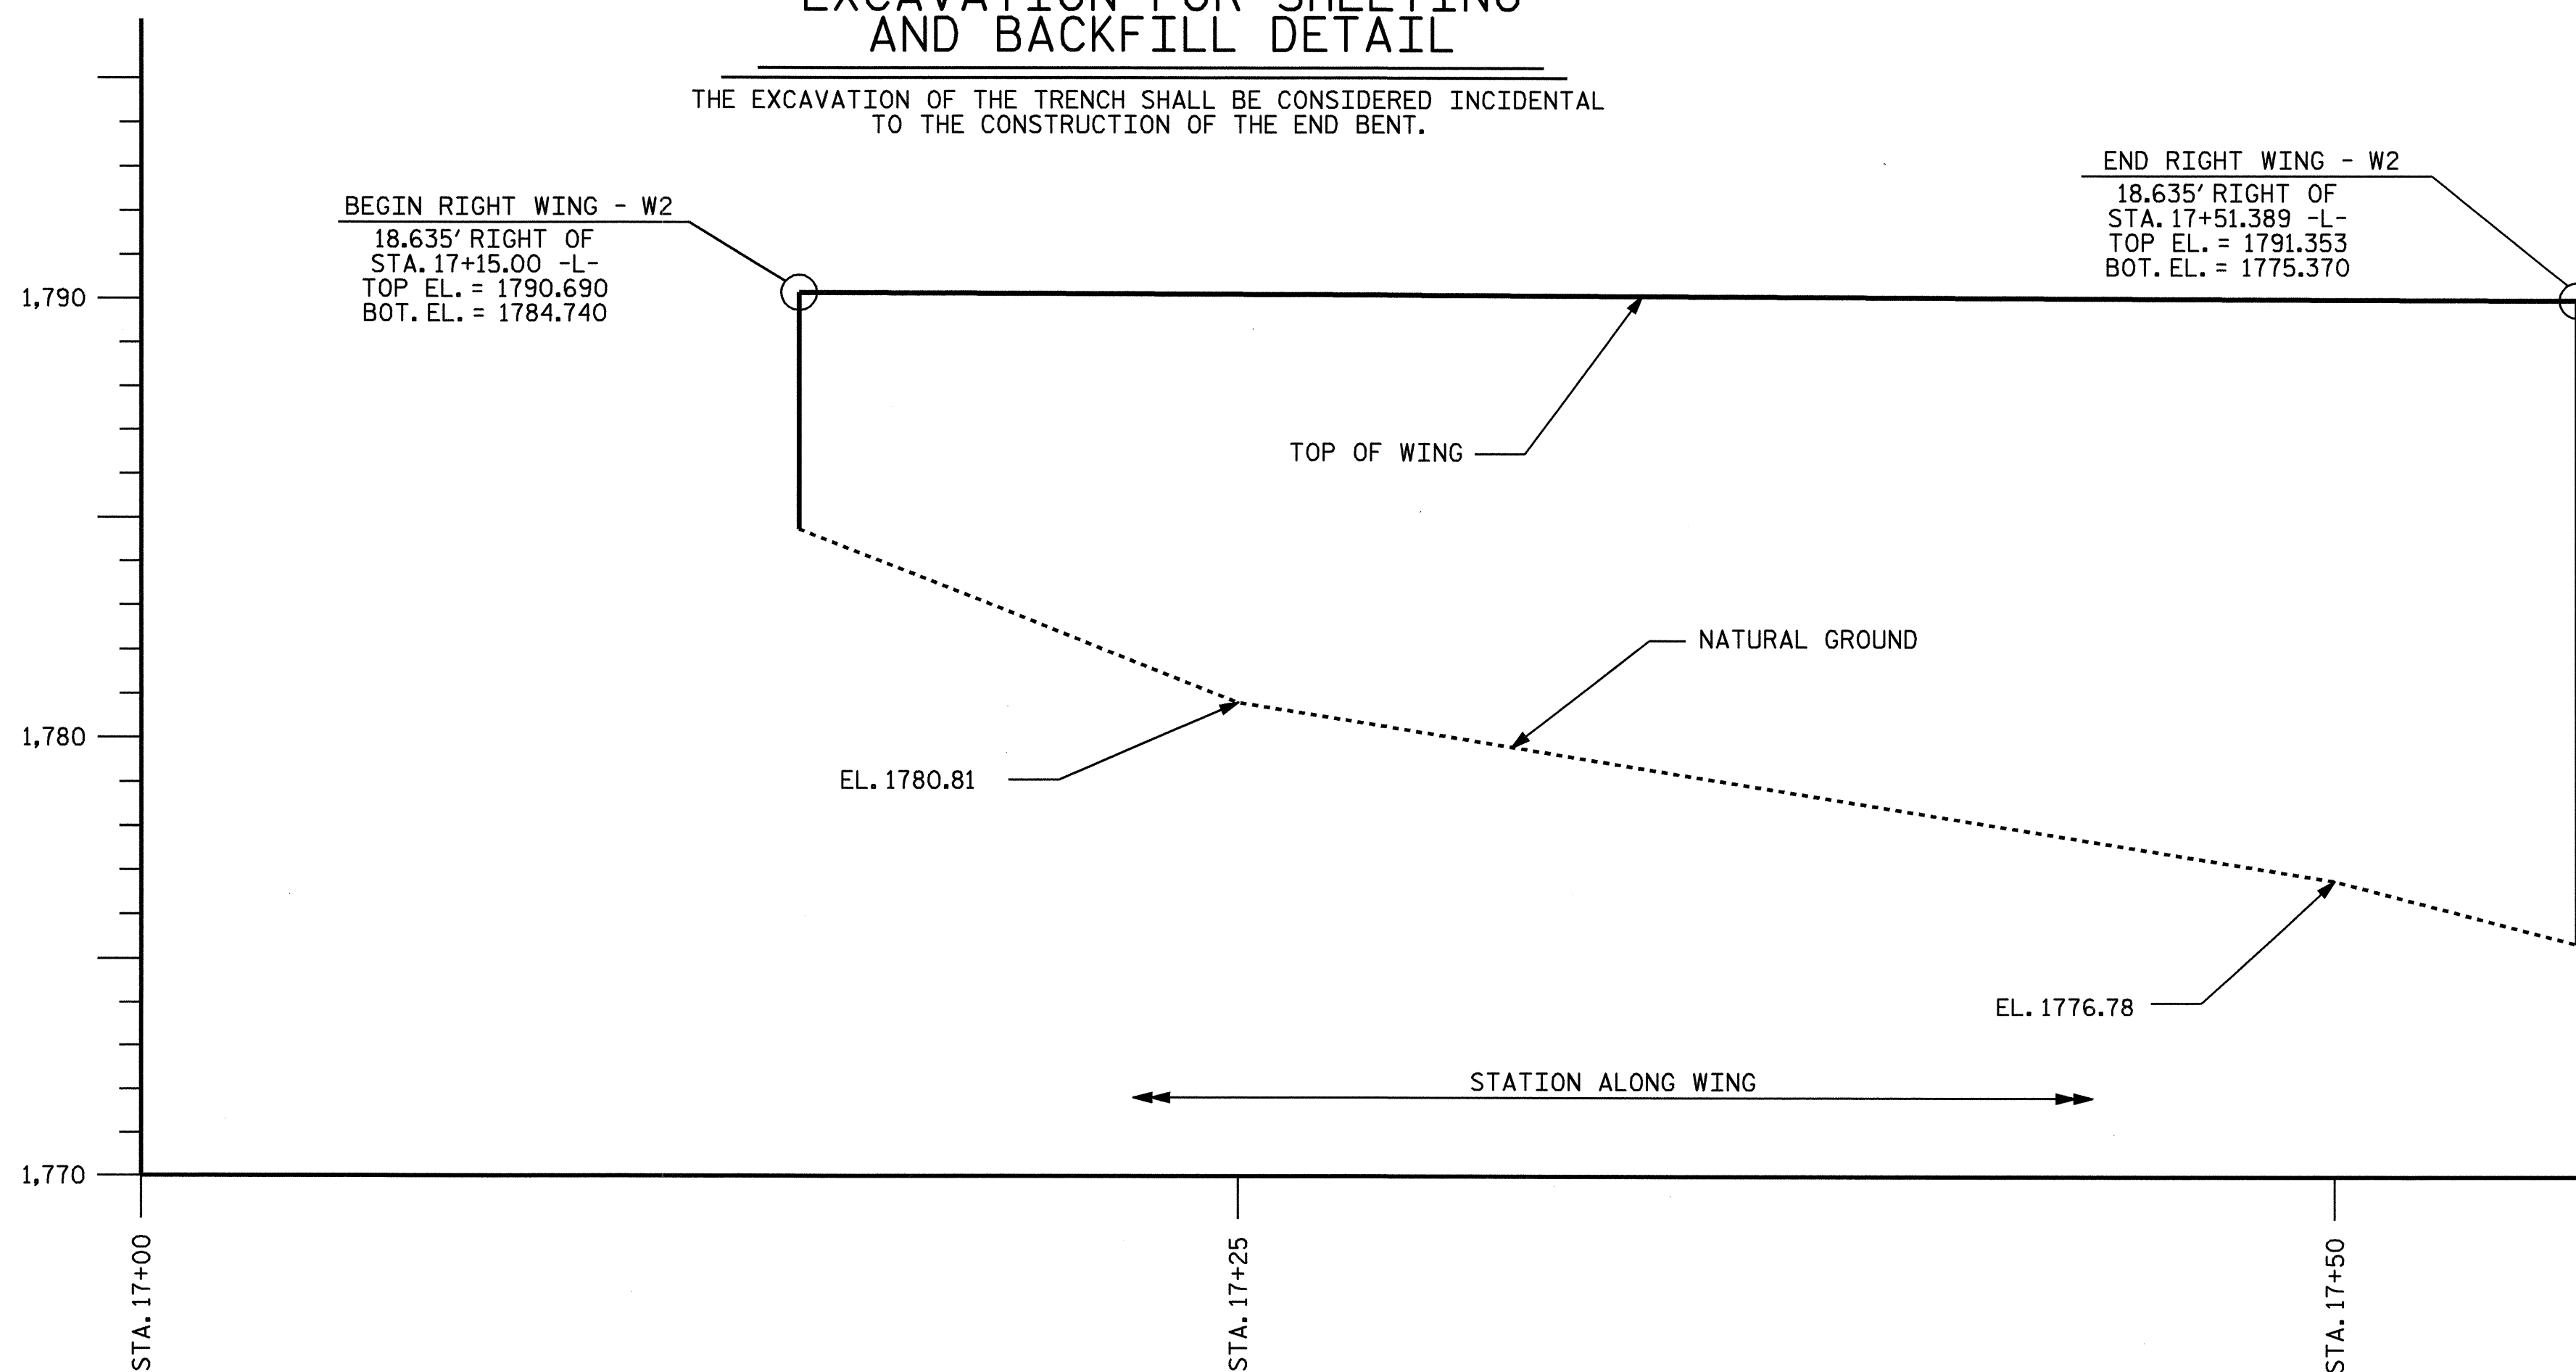 EXCAVATION FOR SHEETING
AND BACKFILL DETAIL
THE EXCAVATION OF THE TRENCH SHALL BE CONSIDERED INCIDENTAL
TO THE CONSTRUCTION OF THE END BENT.
BEGIN RIGHT WING - W2
18.635' RIGHT OF
STA. 17+15.00 -L-
TOP EL. = 1790.690
BOT. EL. = 1784.740
END RIGHT WING - W2
18.635' RIGHT OF
STA. 17+51.389 -L-
TOP EL. = 1791.353
BOT. EL. = 1775.370
1,790
TOP OF WING
NATURAL GROUND
1,780
EL. 1780.81
EL. 1776.78
STATION ALONG WING
1,770
STA. 17+00
STA. 17+25
STA. 17+50